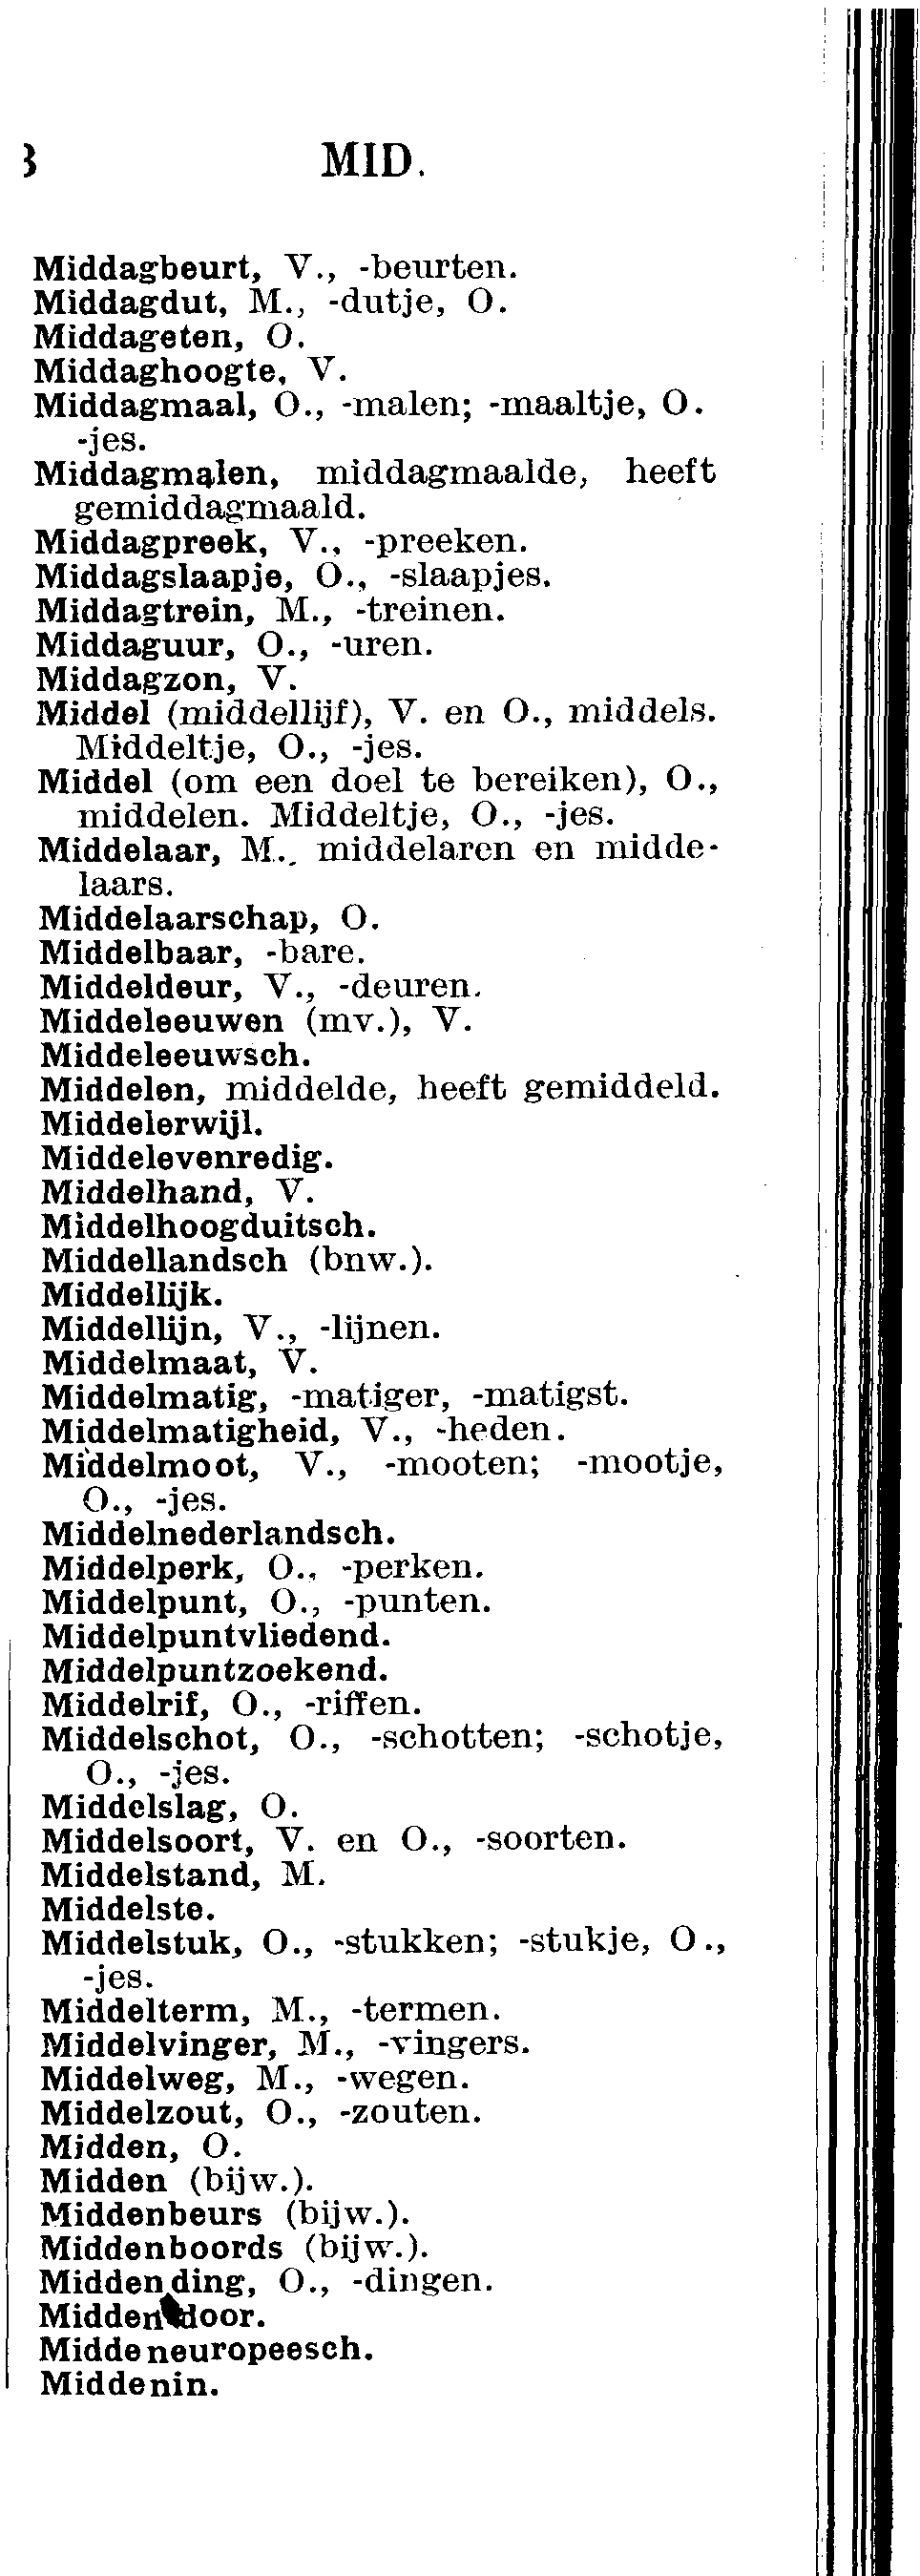 3 MID.
Middagbeurt, V., -beurten.
Middagdut, M., -dutje, O.
Middageten, O.
Middaghoogte, V.
Middagmaal, O., -malen; -maaltje, O.
-jes.
Middagmalen, middagmaalde, heeft
gemiddagmaald.
Middagpreek, V., -preeken.
Middagslaapje, O., -slaapjes.
Middagtrein, M., -treinen.
Middaguur, O., -uren.
Middagzon, V.
Middel (middellijf), V. en O., middels.
Middeltje, O., -jes.
Middel (om een doel te bereiken), O.,
middelen. Middeltje, O., -jes.
Middelaar, M., middelaren en midde-
laars.
Middelaarschap, O.
Middelbaar, -bare.
Middeldeur, V., -deuren.
Middeleeuwen (mv.), V.
Middeleeuwsch.
Middelen, middelde, heeft gemiddeld.
Middelerwijl.
Middelevenredig.
Middelhand, V.
Middelhoogduitsch.
Middellandsch (bnw.).
Middellijk.
Middellijn, V., -lijnen.
Middelmaat, V.
Middelmatig, -matiger, -matigst.
Middelmatigheid, V., -heden.
Middelmoot, V., -mooten; -mootje,
O., -jes.
Middelnederlandsch.
Middelperk, O., -perken.
Middelpunt, O., -punten.
Middelpuntvliedend.
Middelpuntzoekend.
Middelrif, O., -riffen.
Middelschot, O., -schotten; -schotje,
O., -jes.
Middelslag, O.
Middelsoort, V. en O., -soorten.
Middelstand, M.
Middelste.
Middelstuk, O., -stukken; -stukje, O.,
-jes.
Middelterm, M., -termen.
Middelvinger, M., -vingers.
Middelweg, M., -wegen.
Middelzout, O., -zouten.
Midden, O.
Midden (bijw.).
Middenbeurs (bijw.).
Middenboords (bijw.).
Middending, O., -dingen.
Middendoor.
Middeneuropeesch.
Middenin.